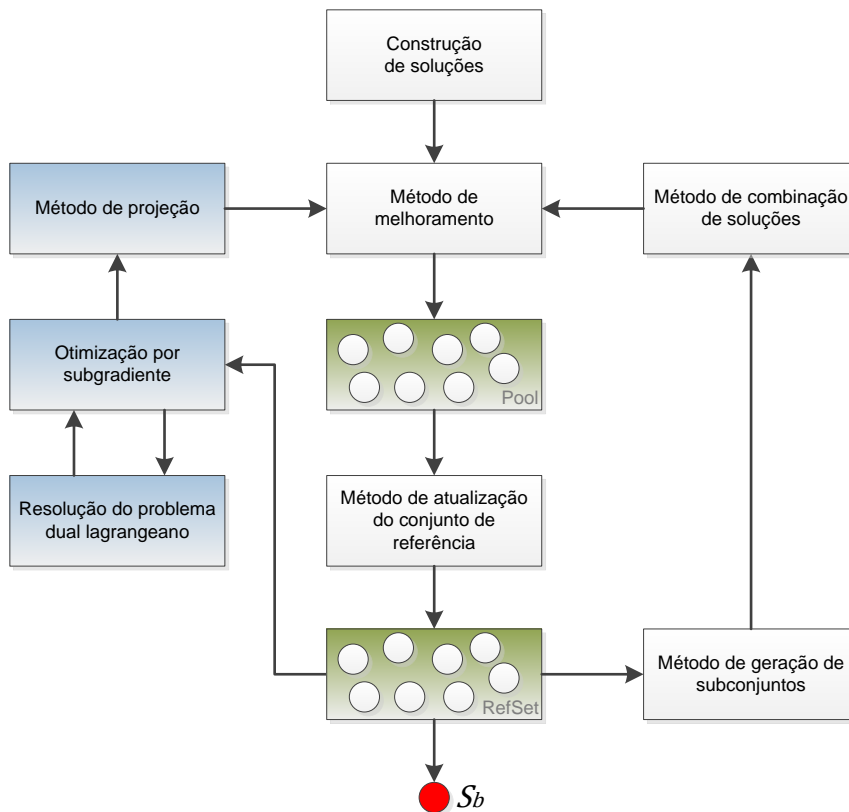 Construção
de soluções
Método de projeção
Método de
melhoramento
Método de combinação
de soluções
Otimização por
subgradiente
Pool
Resolução do problema
dual lagrangeano
Método de atualização
do conjunto de
referência
RefSet
Método de geração de
subconjuntos
Sb